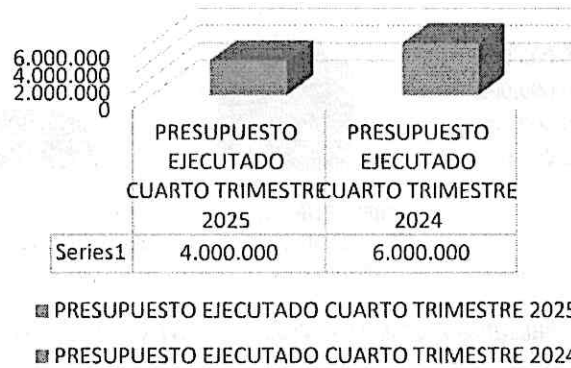 6.000.000
4.000.000
2.000.000
0
PRESUPUESTO EJECUTADO CUARTO TRIMESTRE 2025
PRESUPUESTO EJECUTADO CUARTO TRIMESTRE 2024
Series1 4.000.000 6.000.000
PRESUPUESTO EJECUTADO CUARTO TRIMESTRE 2025
PRESUPUESTO EJECUTADO CUARTO TRIMESTRE 2024